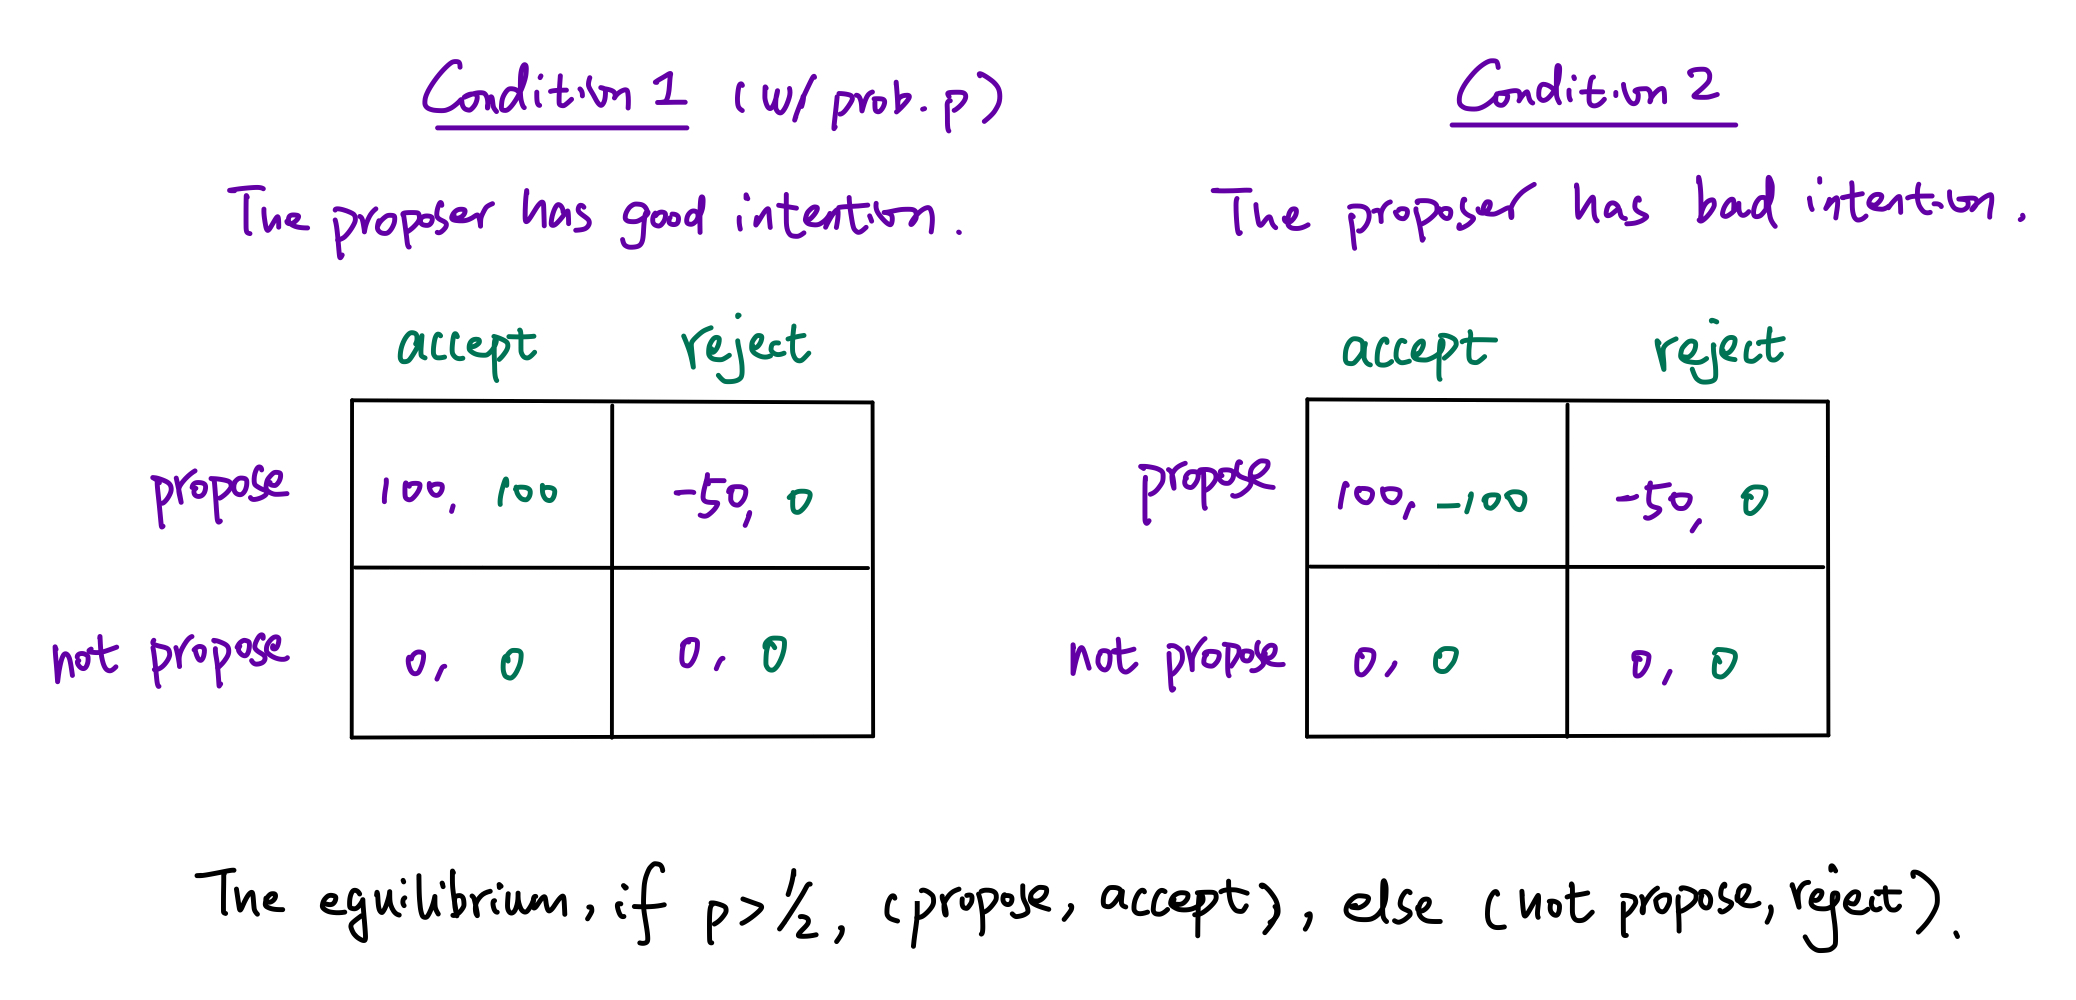 Condition 1 (w/ prob. p)
The proposer has good intention.
accept reject
propose 100, 100 -50, 0
not propose 0, 0 0, 0
Condition 2
The proposer has bad intention.
accept reject
propose 100, -100 -50, 0
not propose 0, 0 0, 0
The equilibrium, if p > 1/2, (propose, accept), else (not propose, reject).